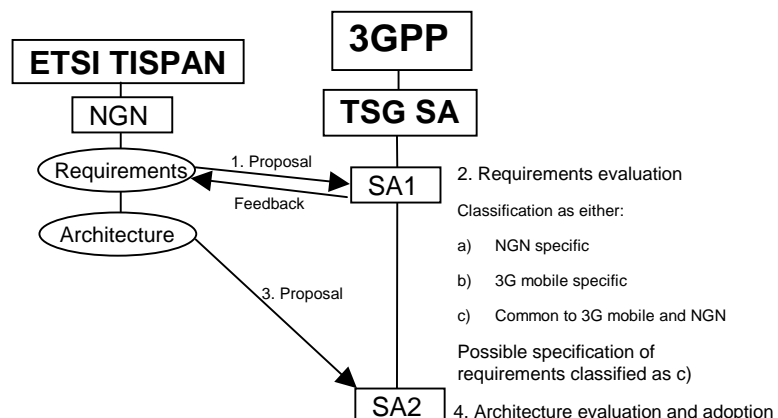 3GPP
ETSI TISPAN
TSG SA
NGN
Requirements
1. Proposal
Feedback
SA1
2. Requirements evaluation
Classification as either:
a) NGN specific
b) 3G mobile specific
c) Common to 3G mobile and NGN
Architecture
3. Proposal
Possible specification of
requirements classified as c)
SA2
4. Architecture evaluation and adoption